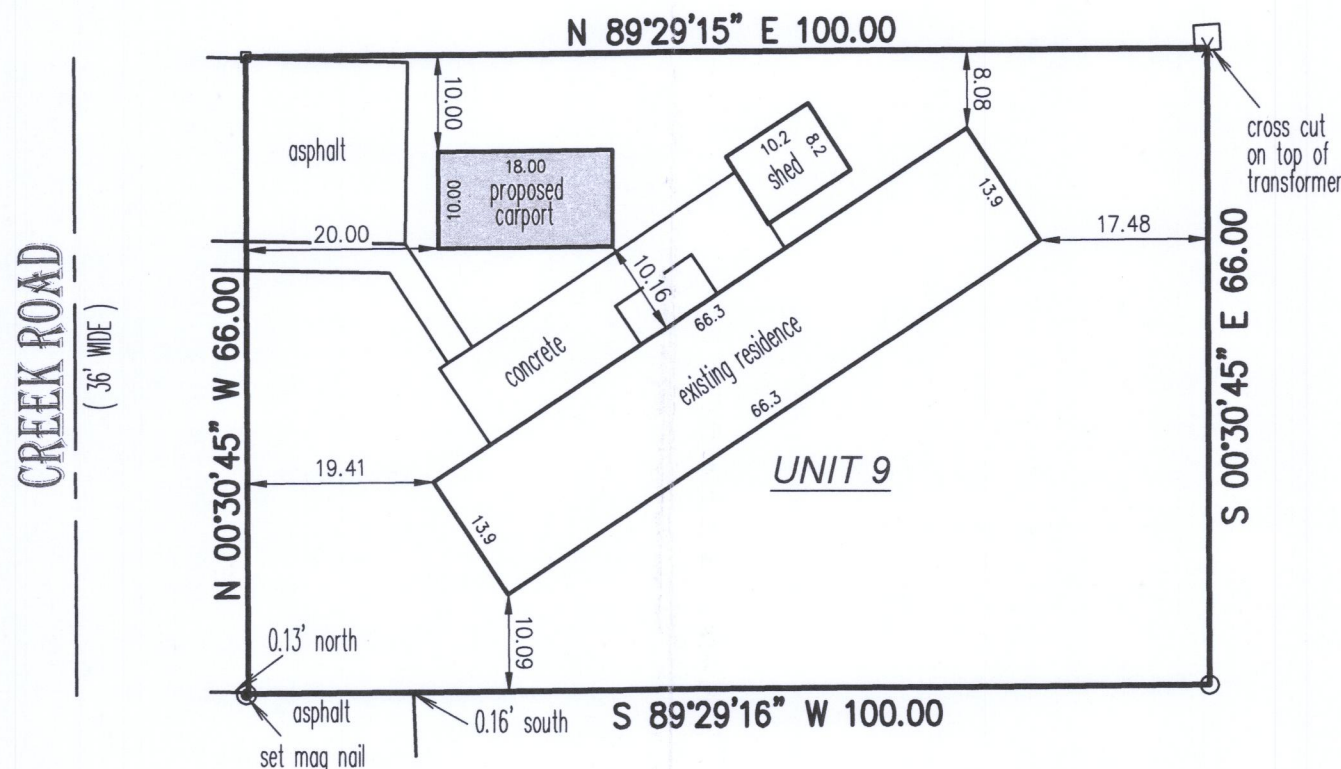 N 89°29'15" E 100.00
asphalt
10.00
8.08
cross cut
on top of
transformer
18.00
10.00
proposed
carport
10.2
8.2
shed
13.9
20.00
17.48
CREEK ROAD
( 36' WIDE )
N 00°30'45" W 66.00
10.16
66.3
concrete
existing residence
66.3
S 00°30'45" E 66.00
19.41
UNIT 9
13.9
10.09
0.13' north
asphalt
0.16' south
S 89°29'16" W 100.00
set mag nail